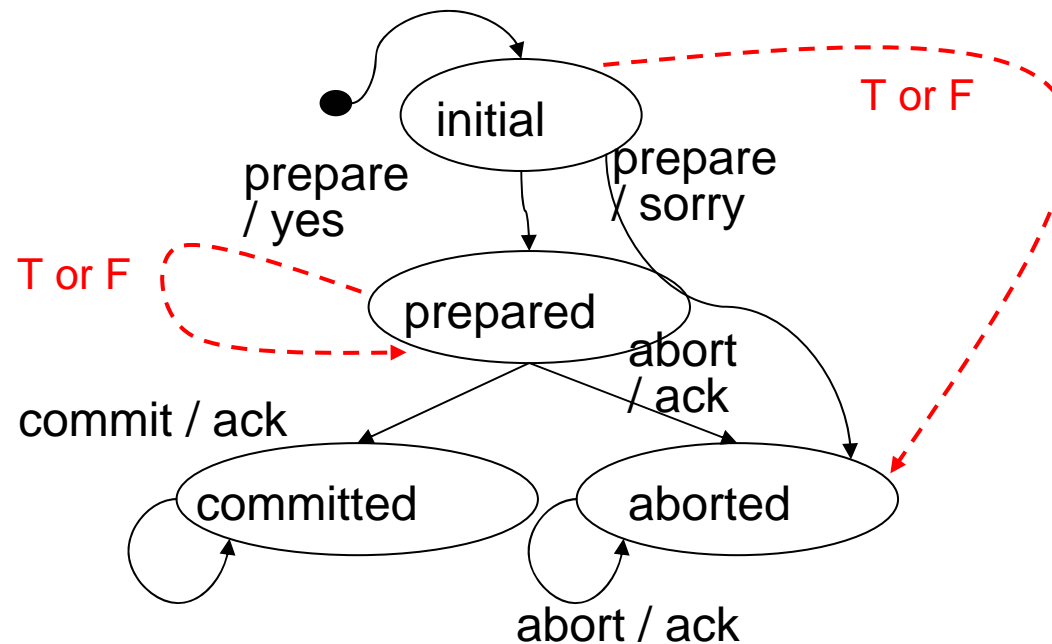 T or F
initial
prepare
/ yes
prepare
/ sorry
T or F
prepared
abort
/ ack
commit / ack
committed
aborted
abort / ack